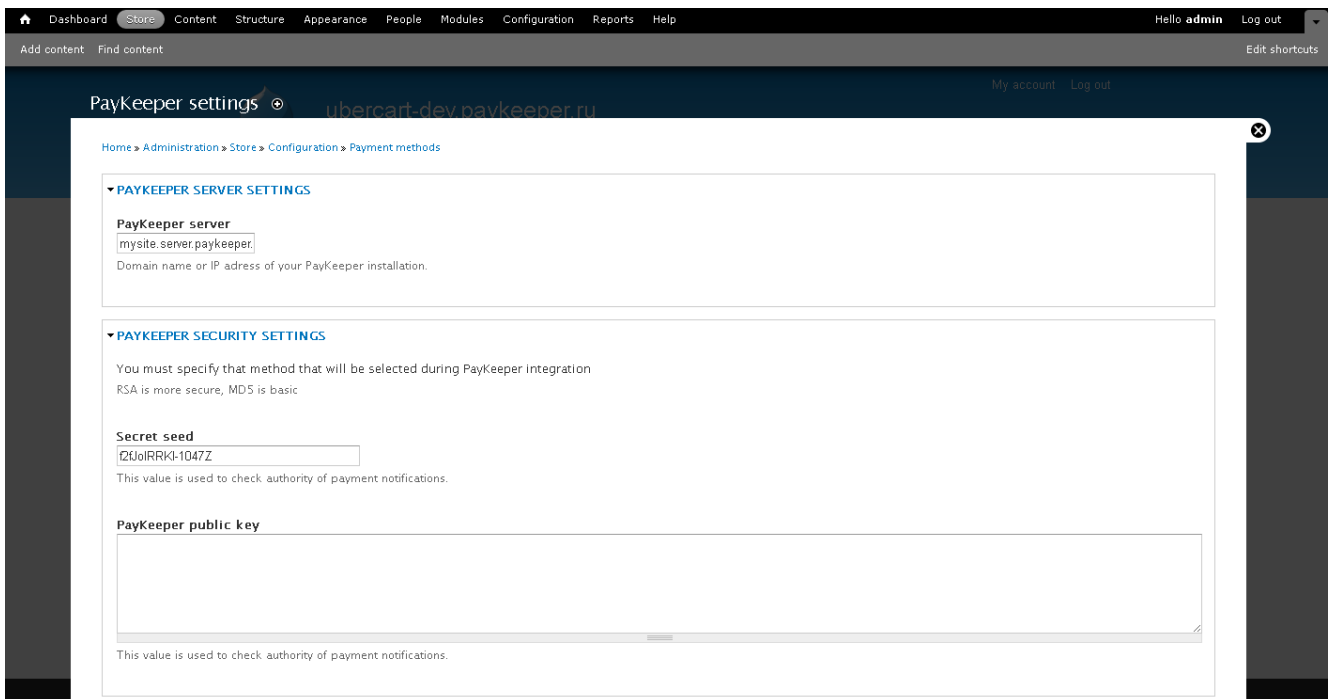 Dashboard Store Content Structure Appearance People Modules Configuration Reports Help Hello admin Log out
Add content Find content Edit shortcuts
My account Log out
PayKeeper settings
ubercart-dev.paykeeper.ru
Home » Administration » Store » Configuration » Payment methods
PAYKEEPER SERVER SETTINGS
PayKeeper server
mysite.server.paykeeper.
Domain name or IP adress of your PayKeeper installation.
PAYKEEPER SECURITY SETTINGS
You must specify that method that will be selected during PayKeeper integration
RSA is more secure, MD5 is basic
Secret seed
f2fJolRRKl-1047Z
This value is used to check authority of payment notifications.
PayKeeper public key
This value is used to check authority of payment notifications.